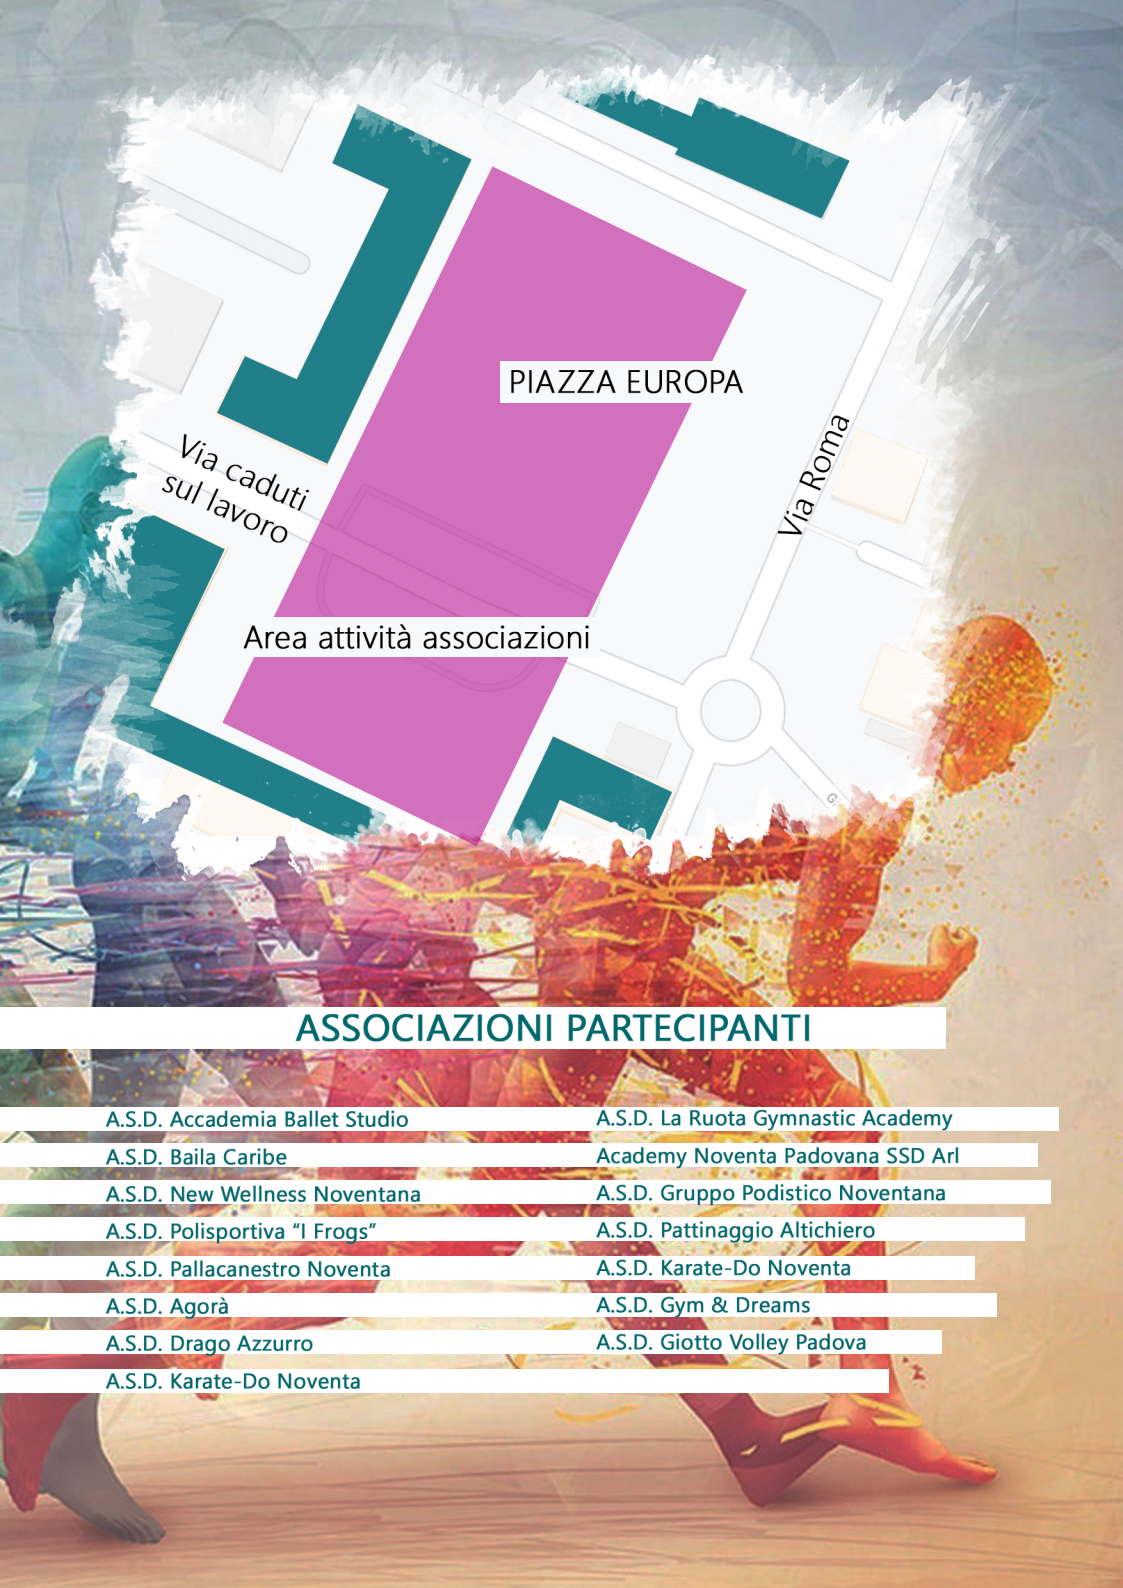 PIAZZA EUROPA
Via Roma
Via caduti
sul lavoro
Area attività associazioni
G
ASSOCIAZIONI PARTECIPANTI
A.S.D. Accademia Ballet Studio
A.S.D. Baila Caribe
A.S.D. New Wellness Noventana
A.S.D. Polisportiva “I Frogs”
A.S.D. Pallacanestro Noventa
A.S.D. Agorà
A.S.D. Drago Azzurro
A.S.D. Karate-Do Noventa
A.S.D. La Ruota Gymnastic Academy
Academy Noventa Padovana SSD Arl
A.S.D. Gruppo Podistico Noventana
A.S.D. Pattinaggio Altichiero
A.S.D. Karate-Do Noventa
A.S.D. Gym & Dreams
A.S.D. Giotto Volley Padova